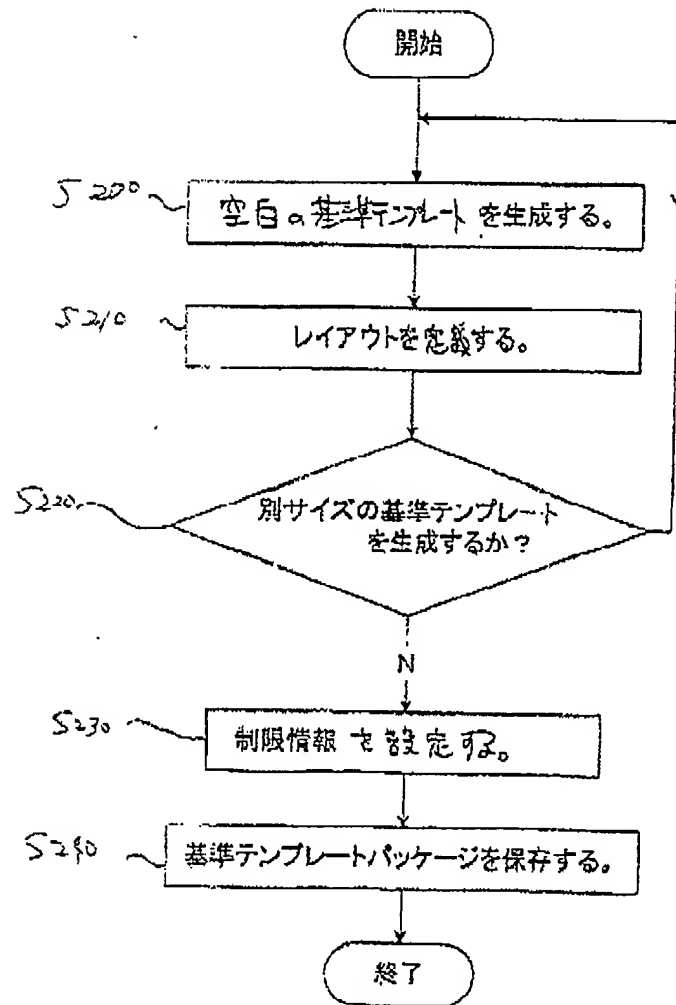 開始
S200
空白の基準テンプレートを生成する。
S210
レイアウトを定義する。
S220
別サイズの基準テンプレート
を生成するか？
N
S230
制限情報を設定する。
S240
基準テンプレートパッケージを保存する。
終了